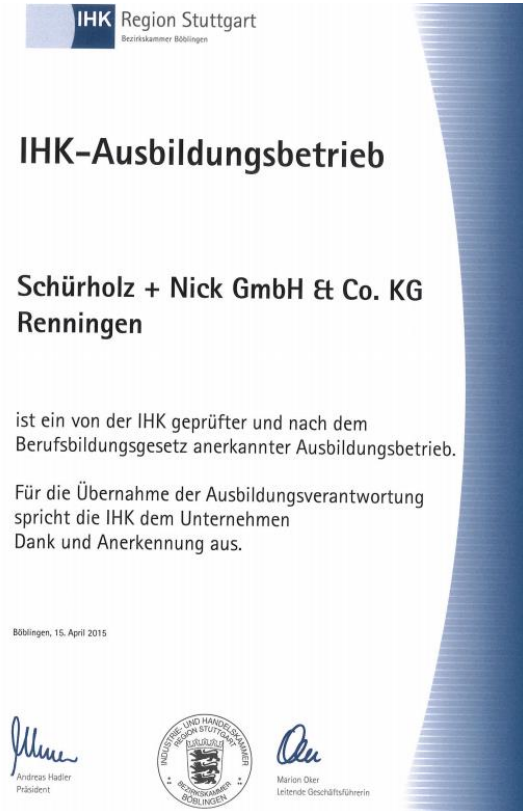 IHK Region Stuttgart
Bezirkskammer Böblingen
IHK-Ausbildungsbetrieb
Schürholz + Nick GmbH & Co. KG
Renningen
ist ein von der IHK geprüfter und nach dem
Berufsbildungsgesetz anerkannter Ausbildungsbetrieb.
Für die Übernahme der Ausbildungsverantwortung
spricht die IHK dem Unternehmen
Dank und Anerkennung aus.
Böblingen, 15. April 2015
Andreas Hadler
Präsident
INDUSTRIE- UND HANDELSKAMMER
REGION STUTTGART
BEZIRKSKAMMER
BÖBLINGEN
Marion Oker
Leitende Geschäftsführerin